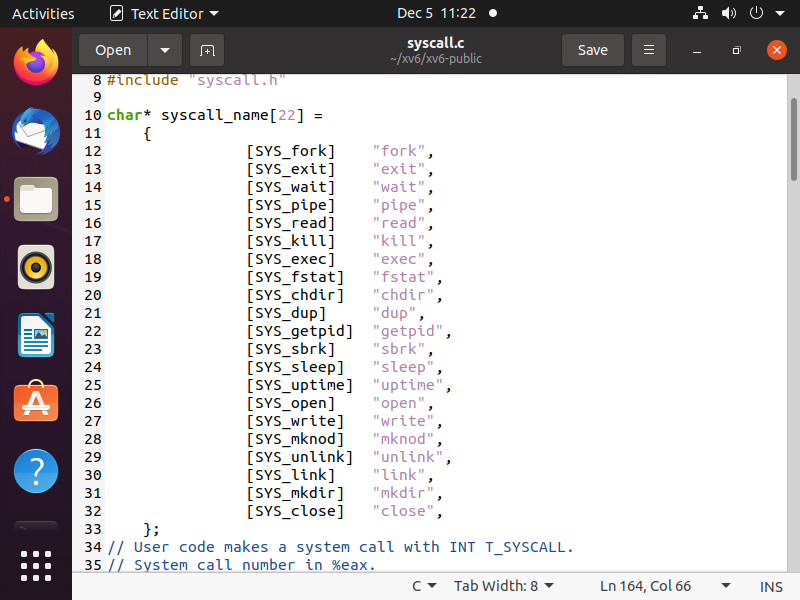 Activities Text Editor Dec 5 11:22
Open syscall.c Save
~/xv6/xv6-public
8 #include "syscall.h"
9
10 char* syscall_name[22] =
11 {
12 [SYS_fork] "fork",
13 [SYS_exit] "exit",
14 [SYS_wait] "wait",
15 [SYS_pipe] "pipe",
16 [SYS_read] "read",
17 [SYS_kill] "kill",
18 [SYS_exec] "exec",
19 [SYS_fstat] "fstat",
20 [SYS_chdir] "chdir",
21 [SYS_dup] "dup",
22 [SYS_getpid] "getpid",
23 [SYS_sbrk] "sbrk",
24 [SYS_sleep] "sleep",
25 [SYS_uptime] "uptime",
26 [SYS_open] "open",
27 [SYS_write] "write",
28 [SYS_mknod] "mknod",
29 [SYS_unlink] "unlink",
30 [SYS_link] "link",
31 [SYS_mkdir] "mkdir",
32 [SYS_close] "close",
33 };
34 // User code makes a system call with INT T_SYSCALL.
35 // System call number in %eax.
C Tab Width: 8 Ln 164, Col 66 INS